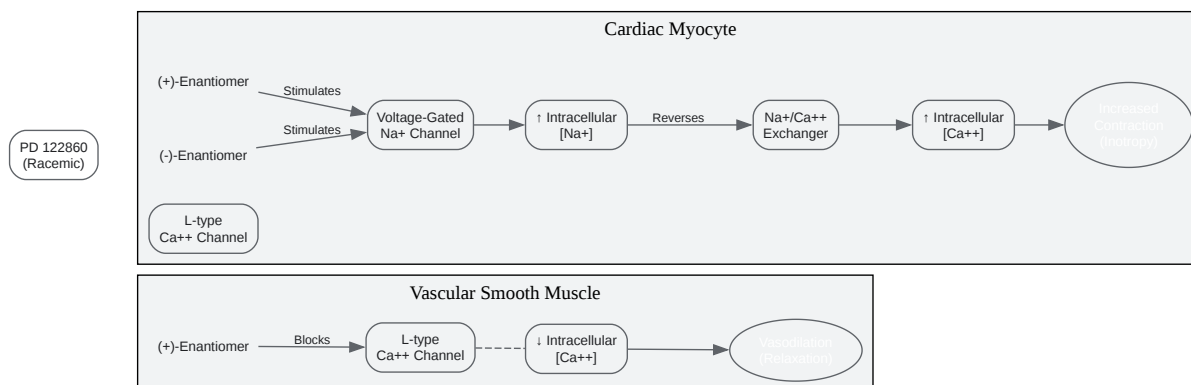 Cardiac Myocyte
(+)-Enantiomer
Stimulates
Stimulates
(-)-Enantiomer
Voltage-Gated
Na+ Channel
↑ Intracellular
[Na+]
Reverses
Na+/Ca++
Exchanger
↑ Intracellular
[Ca++]
Increased
Contraction
(Inotropy)
PD 122860
(Racemic)
L-type
Ca++ Channel
Vascular Smooth Muscle
(+)-Enantiomer
Blocks
L-type
Ca++ Channel
↓ Intracellular
[Ca++]
Vasodilation
(Relaxation)